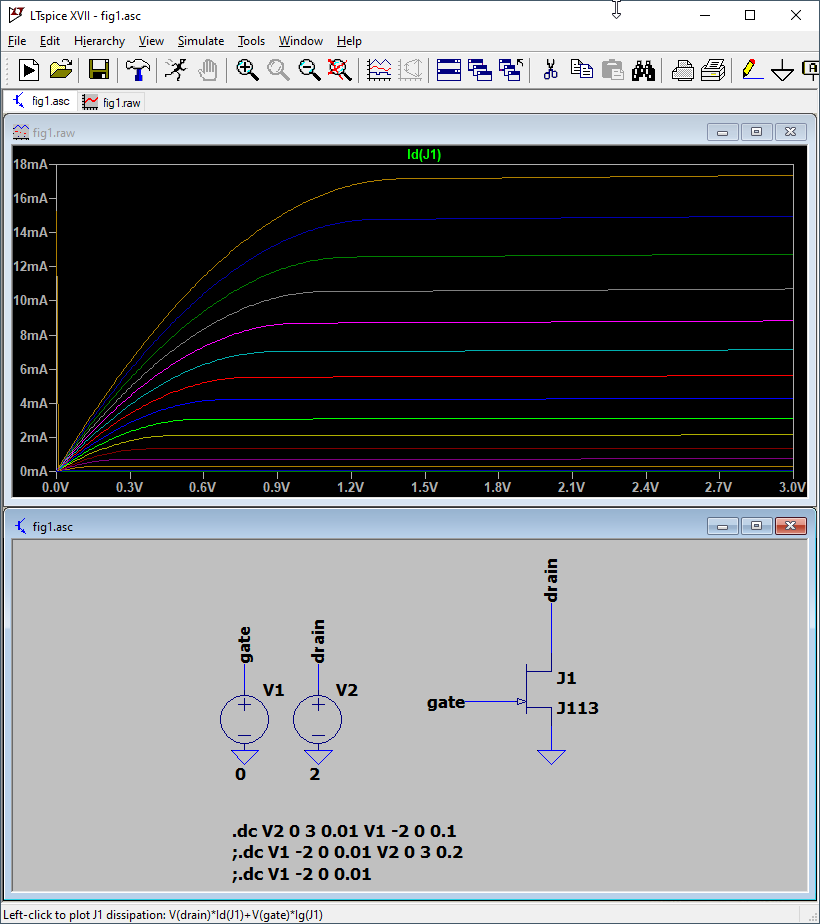 LTspice XVII - fig1.asc
File Edit Hierarchy View Simulate Tools Window Help
A
fig1.asc fig1.raw
fig1.raw
Id(J1)
18mA
16mA
14mA
12mA
10mA
8mA
6mA
4mA
2mA
0mA
0.0V 0.3V 0.6V 0.9V 1.2V 1.5V 1.8V 2.1V 2.4V 2.7V 3.0V
fig1.asc
drain
gate
drain
V1
V2
J1
gate
J113
0
2
.dc V2 0 3 0.01 V1 -2 0 0.1
;.dc V1 -2 0 0.01 V2 0 3 0.2
;.dc V1 -2 0 0.01
Left-click to plot J1 dissipation: V(drain)*Id(J1)+V(gate)*Ig(J1)